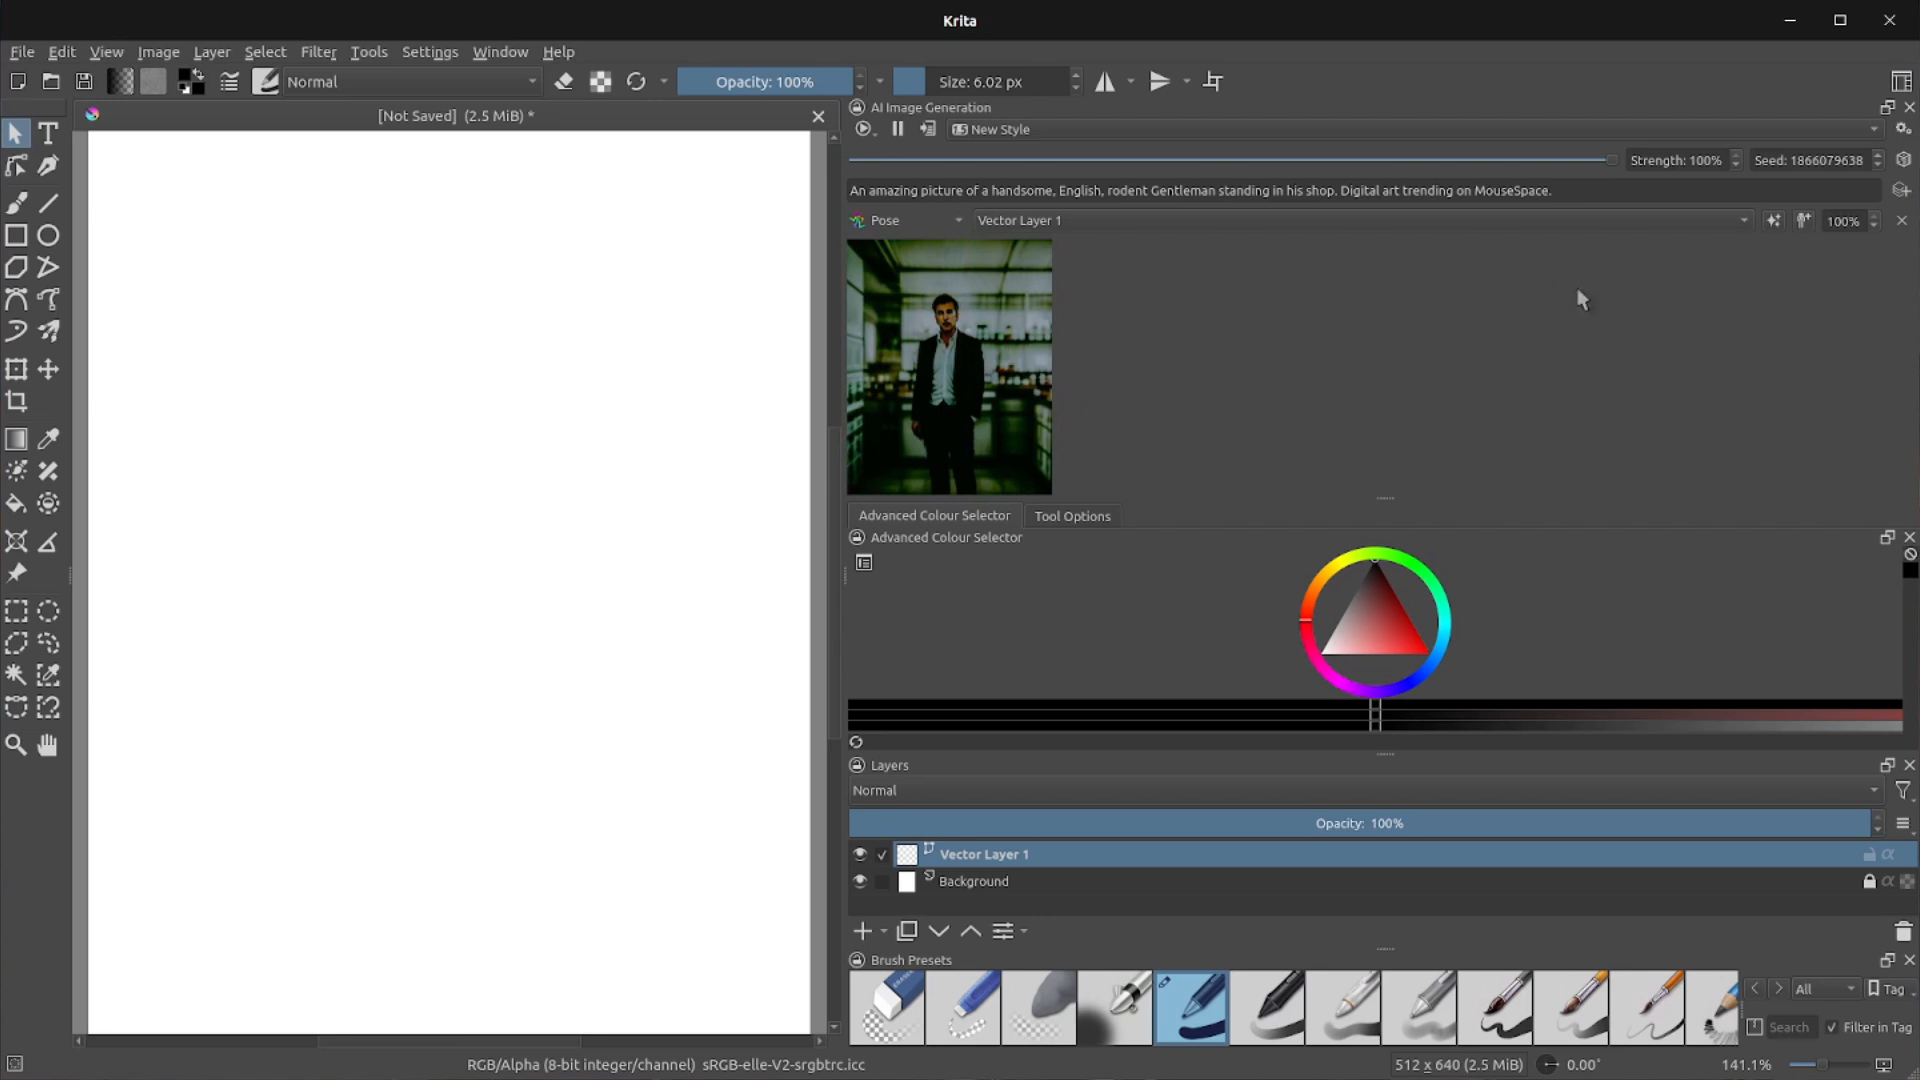 Krita
File Edit View Image Layer Select Filter Tools Settings Window Help
Normal Opacity: 100% Size: 6.02 px
[Not Saved] (2.5 MiB) *
AI Image Generation
1.5 New Style
Strength: 100% Seed: 1866079638
An amazing picture of a handsome, English, rodent Gentleman standing in his shop. Digital art trending on MouseSpace.
Pose Vector Layer 1 100%
Advanced Colour Selector Tool Options
Advanced Colour Selector
Layers
Normal
Opacity: 100%
Vector Layer 1
Background
Brush Presets
All Tag
Search Filter in Tag
RGB/Alpha (8-bit integer/channel) sRGB-elle-V2-srgbtrc.icc 512 x 640 (2.5 MiB) 0.00° 141.1%